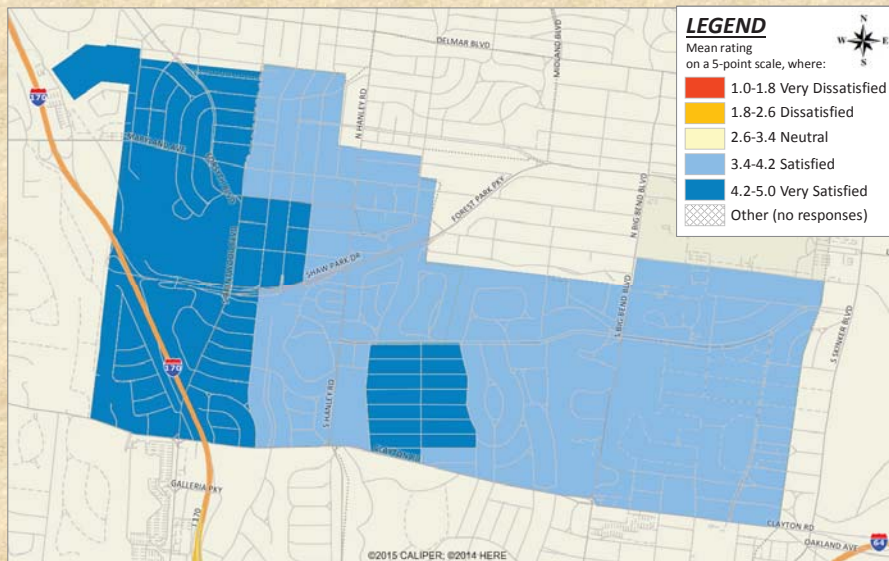 LEGEND
N
W E
S
Mean rating
on a 5-point scale, where:
1.0-1.8 Very Dissatisfied
1.8-2.6 Dissatisfied
2.6-3.4 Neutral
3.4-4.2 Satisfied
4.2-5.0 Very Satisfied
Other (no responses)
DELMAR BLVD
MIDLAND BLVD
N HANLEY RD
170
MARYLAND AVE
FOREST PARK PKY
N BIG BEND BLVD
SHAW PARK DR
S BIG BEND BLVD
S SKINKER BLVD
170
S HANLEY RD
GALLERIA PKY
I 170
CLAYTON RD
OAKLAND AVE
64
©2015 CALIPER; ©2014 HERE